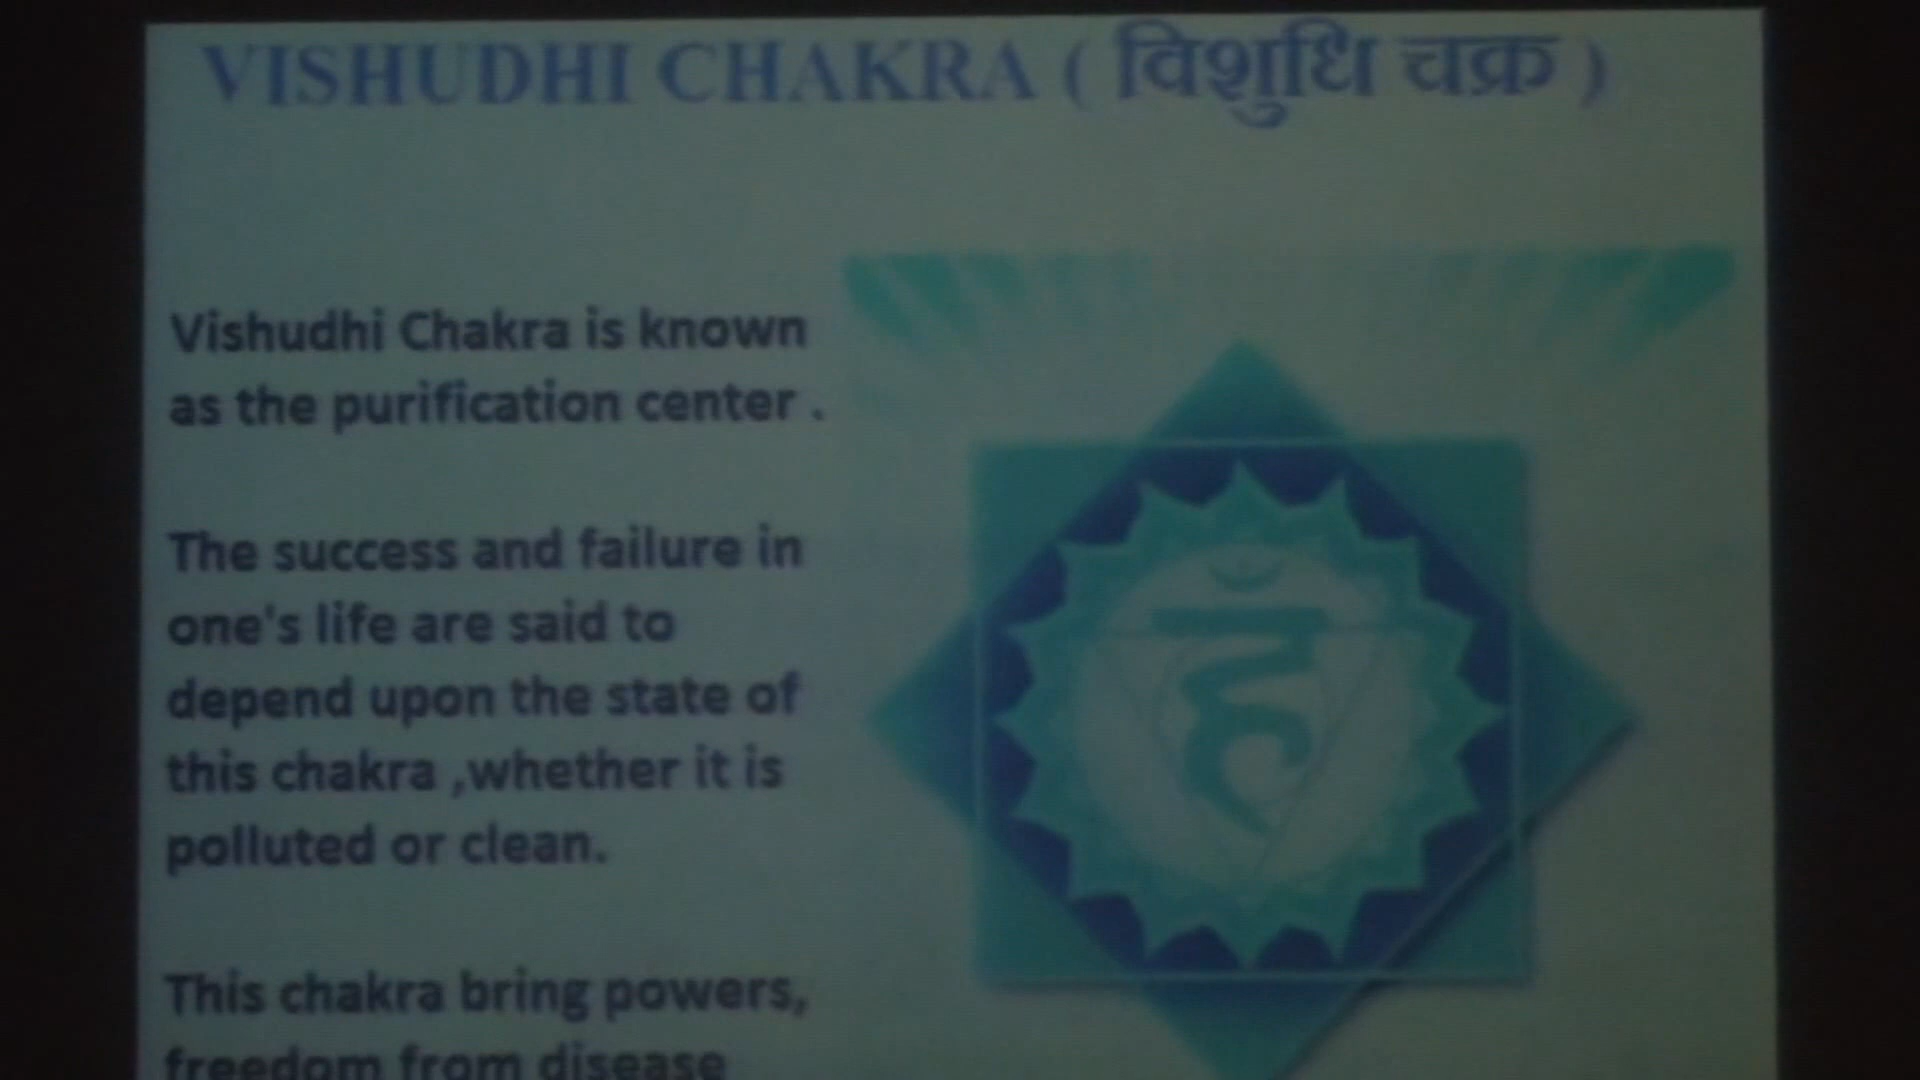 VISHUDHI CHAKRA ( विशुधि चक्र )
Vishudhi Chakra is known
as the purification center .
The success and failure in
one's life are said to
depend upon the state of
this chakra ,whether it is
polluted or clean.
This chakra bring powers,
freedom from disease
हं